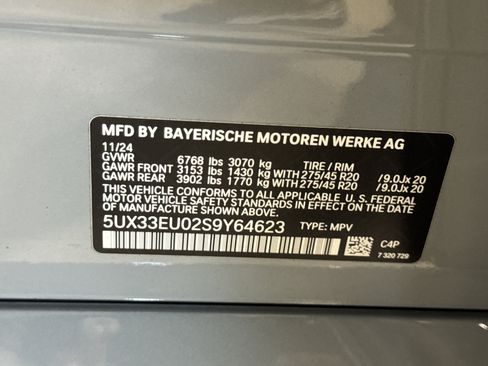 MFD BY BAYERISCHE MOTOREN WERKE AG
11/24
GVWR 6768 lbs 3070 kg TIRE / RIM
GAWR FRONT 3153 lbs 1430 kg WITH 275/45 R20 /9.0Jx 20
GAWR REAR 3902 lbs 1770 kg WITH 275/45 R20 /9.0Jx 20
THIS VEHICLE CONFORMS TO ALL APPLICABLE U. S. FEDERAL
MOTOR VEHICLE SAFETY STANDARDS IN EFFECT ON THE DATE OF
MANUFACTURE SHOWN ABOVE.
5UX33EU02S9Y64623 TYPE: MPV
C4P
7 320 729